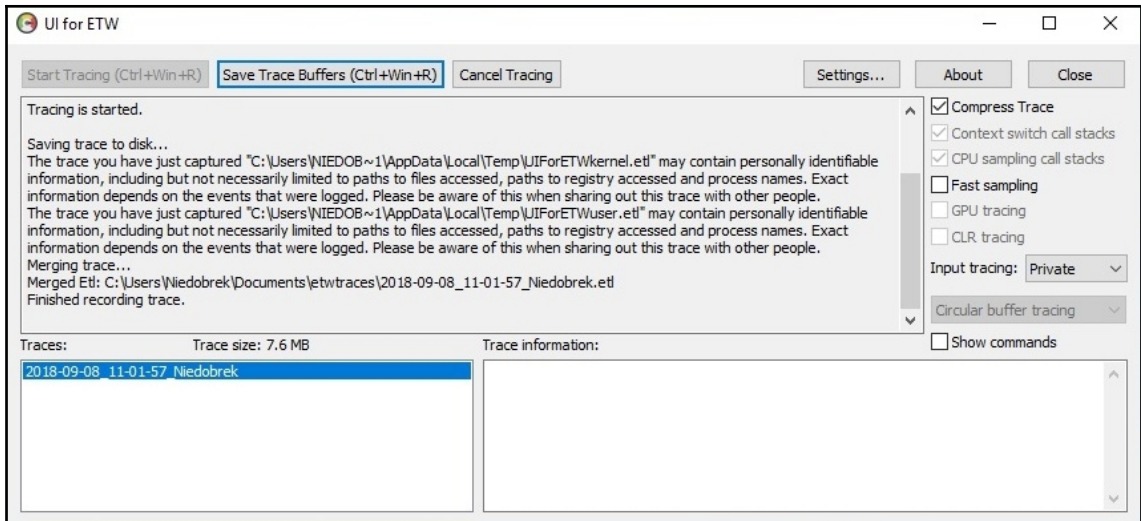 UI for ETW
Start Tracing (Ctrl+Win+R) Save Trace Buffers (Ctrl+Win+R) Cancel Tracing Settings... About Close
Tracing is started.
Saving trace to disk...
The trace you have just captured "C:\Users\NIEDOB~1\AppData\Local\Temp\UIForETWkernel.etl" may contain personally identifiable
information, including but not necessarily limited to paths to files accessed, paths to registry accessed and process names. Exact
information depends on the events that were logged. Please be aware of this when sharing out this trace with other people.
The trace you have just captured "C:\Users\NIEDOB~1\AppData\Local\Temp\UIForETWuser.etl" may contain personally identifiable
information, including but not necessarily limited to paths to files accessed, paths to registry accessed and process names. Exact
information depends on the events that were logged. Please be aware of this when sharing out this trace with other people.
Merging trace...
Merged Etl: C:\Users\Niedobrek\Documents\etwtraces\2018-09-08_11-01-57_Niedobrek.etl
Finished recording trace.
Compress Trace
Context switch call stacks
CPU sampling call stacks
Fast sampling
GPU tracing
CLR tracing
Input tracing: Private
Circular buffer tracing
Show commands
Traces: Trace size: 7.6 MB Trace information:
2018-09-08_11-01-57_Niedobrek